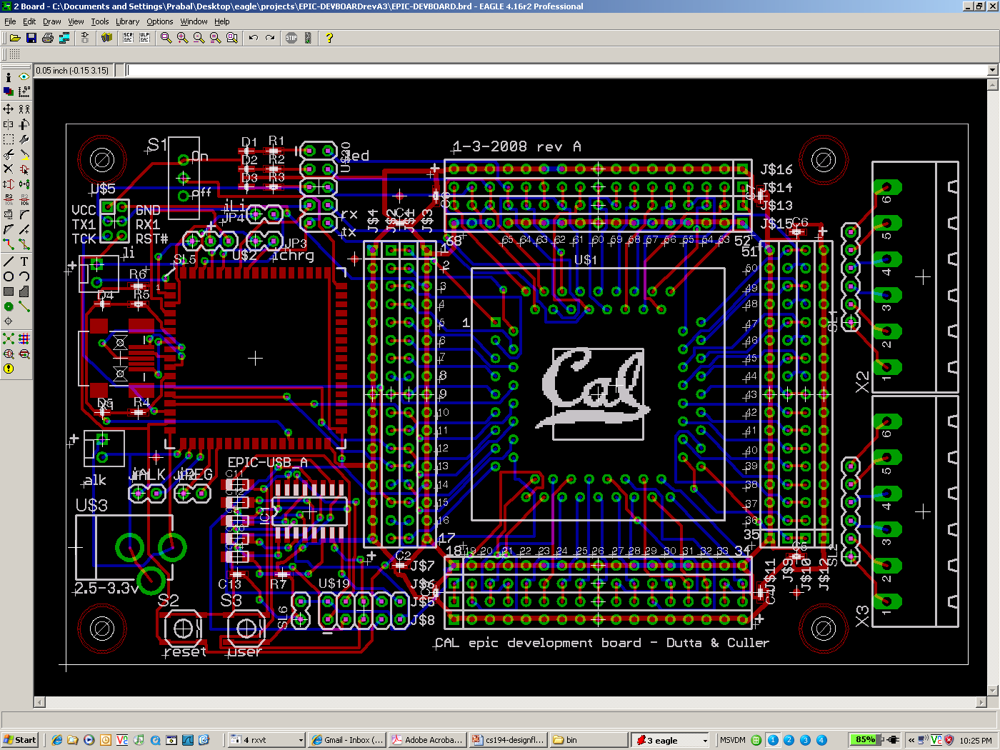 2 Board - C:\Documents and Settings\Prabal\Desktop\eagle\projects\EPIC-DEVBOARDrevA3\EPIC-DEVBOARD.brd - EAGLE 4.16r2 Professional
File Edit Draw View Tools Library Options Window Help
0.05 inch (-0.15 3.15)
S1
On
off
D1 R1
D2 R2
D3 R3
led
1-3-2008 rev A
J$16
J$14
J$13
J$15
U$5
VCC GND
TX1 RX1
TCK RST#
JP4
rx
tx
J$4
J$2
J$1
J$3
C6
li
SL5
U$2
JP3
ichrg
68
65 64 63 62 61 60 59 58 57 56 55 54 53
52
51
U$1
R6
D4 R5
1
1
2
3
4
5
6
7
8
9
10
11
12
13
14
15
16
17
50
49
48
47
46
45
44
43
42
41
40
39
38
37
36
35
Cal
SL1
X2
6
5
4
3
2
1
R4
alk
EPIC-USB_A
U$3
2.5-3.3v
IC1
C11
C13
R7
U$19
C2
J$7
J$6
J$5
J$8
18 19 20 21 22 23 24 25 26 27 28 29 30 31 32 33 34
C5
SL2
J$11
J$9
J$10
J$12
C4
X3
6
5
4
3
2
1
S2
S3
SL6
reset
user
CAL epic development board - Dutta & Culler
Start
4 rxvt
Gmail - Inbox (...
Adobe Acroba...
cs194-designfl...
bin
3 eagle
MSVDM
1 2 3 4
85%
10:25 PM